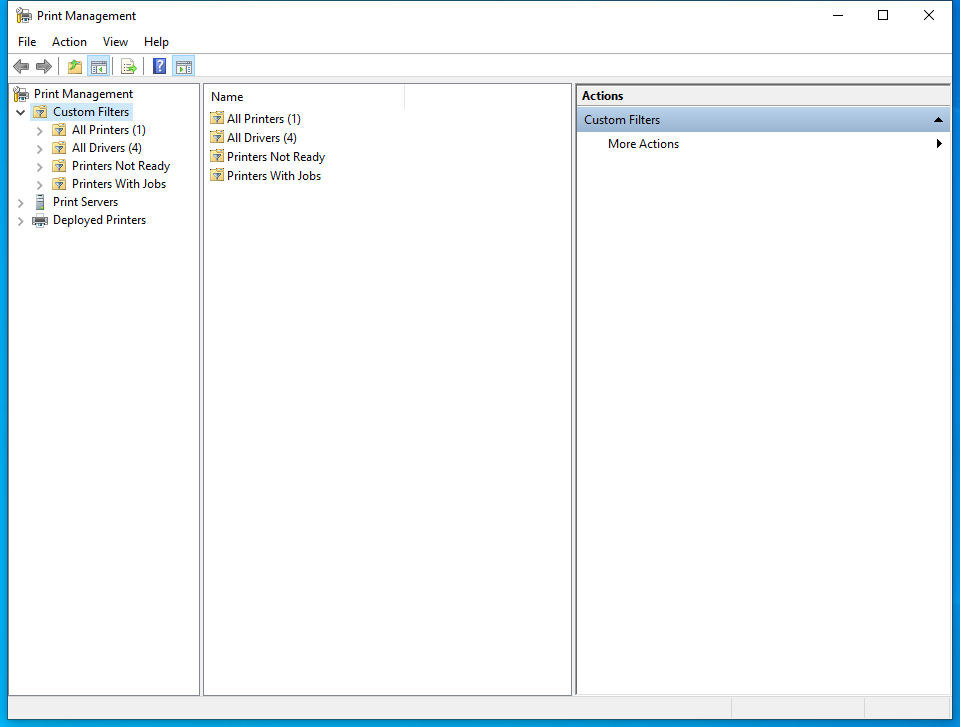 Print Management
File Action View Help
Print Management
Custom Filters
All Printers (1)
All Drivers (4)
Printers Not Ready
Printers With Jobs
Print Servers
Deployed Printers
Name
All Printers (1)
All Drivers (4)
Printers Not Ready
Printers With Jobs
Actions
Custom Filters
More Actions